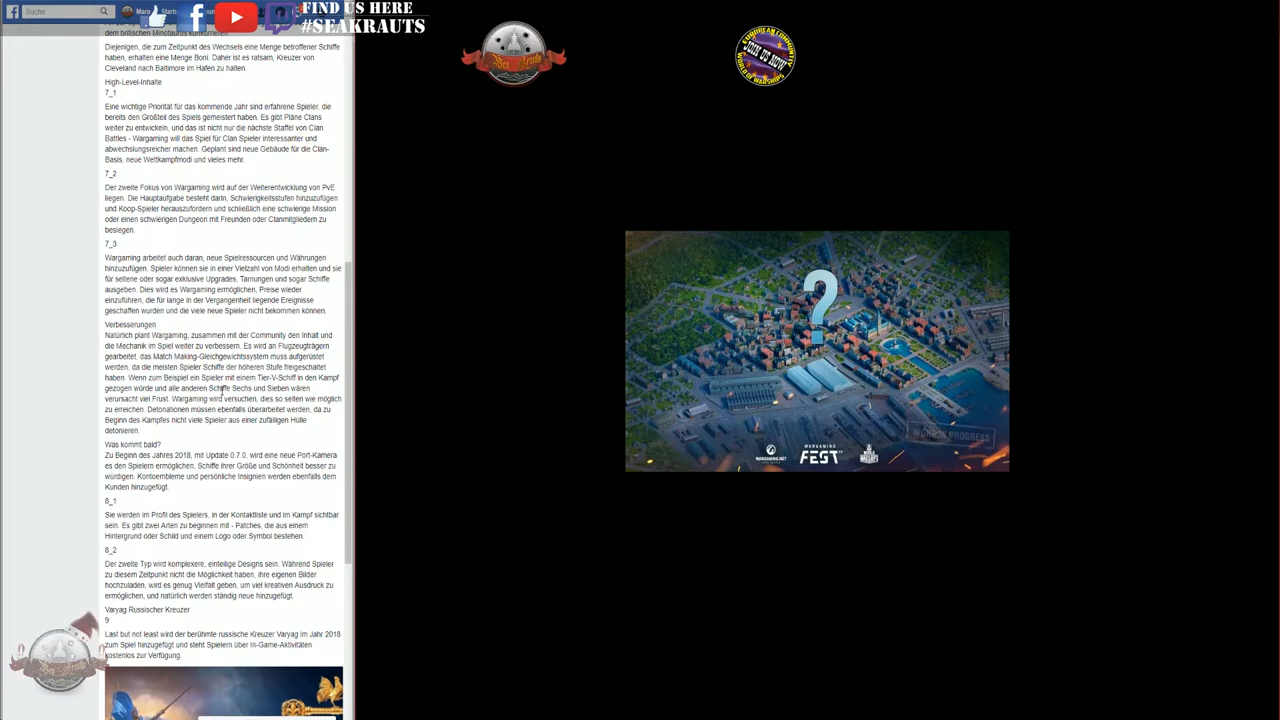 Suche
Mara
Starts
FIND US HERE
#SEAKRAUTS
dem britischen Minotaurus konkurrieren.
Diejenigen, die zum Zeitpunkt des Wechsels eine Menge betroffener Schiffe
haben, erhalten eine Menge Boni. Daher ist es ratsam, Kreuzer von
Cleveland nach Baltimore im Hafen zu halten.
High-Level-Inhalte
7_1
Eine wichtige Priorität für das kommende Jahr sind erfahrene Spieler, die
bereits den Großteil des Spiels gemeistert haben. Es gibt Pläne Clans
weiter zu entwickeln, und das ist nicht nur die nächste Staffel von Clan
Battles - Wargaming will das Spiel für Clan Spieler interessanter und
abwechslungsreicher machen. Geplant sind neue Gebäude für die Clan-
Basis, neue Wettkampfmodi und vieles mehr.
7_2
Der zweite Fokus von Wargaming wird auf der Weiterentwicklung von PvE
liegen. Die Hauptaufgabe besteht darin, Schwierigkeitsstufen hinzuzufügen
und Koop-Spieler herauszufordern und schließlich eine schwierige Mission
oder einen schwierigen Dungeon mit Freunden oder Clanmitgliedern zu
besiegen.
7_3
Wargaming arbeitet auch daran, neue Spielressourcen und Währungen
hinzuzufügen. Spieler können sie in einer Vielzahl von Modi erhalten und sie
für seltene oder sogar exklusive Upgrades, Tarnungen und sogar Schiffe
ausgeben. Dies wird es Wargaming ermöglichen, Preise wieder
einzuführen, die für lange in der Vergangenheit liegende Ereignisse
geschaffen wurden und die viele neue Spieler nicht bekommen können.
Verbesserungen
Natürlich plant Wargaming, zusammen mit der Community den Inhalt und
die Mechanik im Spiel weiter zu verbessern. Es wird an Flugzeugträgern
gearbeitet, das Match Making-Gleichgewichtssystem muss aufgerüstet
werden, da die meisten Spieler Schiffe der höheren Stufe freigeschaltet
haben. Wenn zum Beispiel ein Spieler mit einem Tier-V-Schiff in den Kampf
gezogen würde und alle anderen Schiffe Sechs und Sieben wären
verursacht viel Frust. Wargaming wird versuchen, dies so selten wie möglich
zu erreichen. Detonationen müssen ebenfalls überarbeitet werden, da zu
Beginn des Kampfes nicht viele Spieler aus einer zufälligen Hülle
detonieren.
Was kommt bald?
Zu Beginn des Jahres 2018, mit Update 0.7.0, wird eine neue Port-Kamera
es den Spielern ermöglichen, Schiffe ihrer Größe und Schönheit besser zu
würdigen. Kontoembleme und persönliche Insignien werden ebenfalls dem
Kunden hinzugefügt.
8_1
Sie werden im Profil des Spielers, in der Kontaktliste und im Kampf sichtbar
sein. Es gibt zwei Arten zu beginnen mit - Patches, die aus einem
Hintergrund oder Schild und einem Logo oder Symbol bestehen.
8_2
Der zweite Typ wird komplexere, einteilige Designs sein. Während Spieler
zu diesem Zeitpunkt nicht die Möglichkeit haben, ihre eigenen Bilder
hochzuladen, wird es genug Vielfalt geben, um viel kreativen Ausdruck zu
ermöglichen, und natürlich werden ständig neue hinzugefügt.
Varyag Russischer Kreuzer
9
Last but not least wird der berühmte russische Kreuzer Varyag im Jahr 2018
zum Spiel hinzugefügt und steht Spielern über In-Game-Aktivitäten
kostenlos zur Verfügung.
JOIN US NOW
WORLD OF WARSHIPS
?
WORK IN PROGRESS
WARGAMING.NET
WARGAMING
FEST
WORLD
WARSHIPS